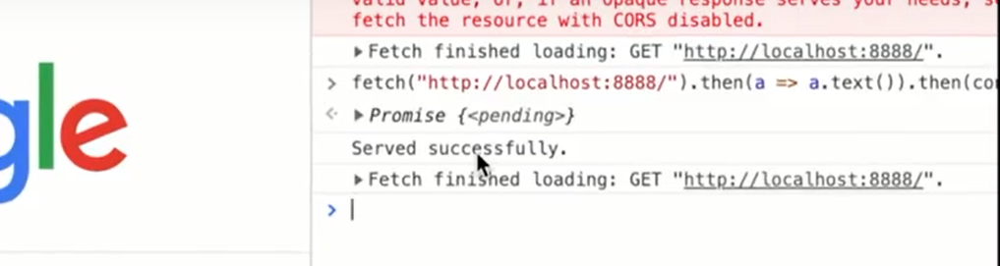 valid value, or, if an opaque response serves your needs,
fetch the resource with CORS disabled.
▶Fetch finished loading: GET "http://localhost:8888/".
> fetch("http://localhost:8888/").then(a => a.text()).then(co
<· ▶Promise {<pending>}
Served successfully.
▶Fetch finished loading: GET "http://localhost:8888/".
>
gle